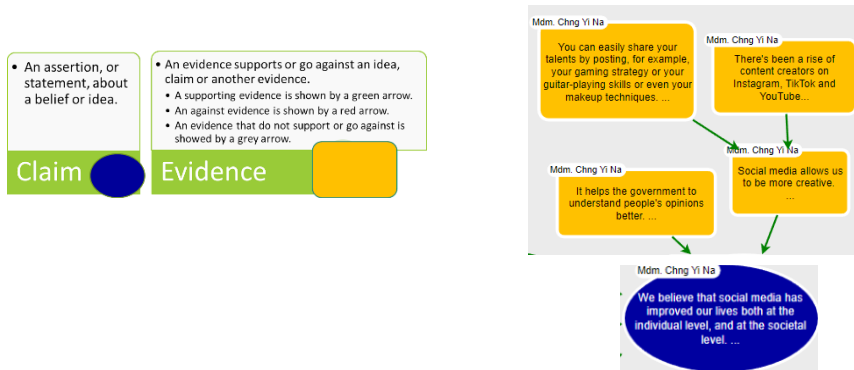 • An assertion, or
statement, about
a belief or idea.
Claim
• An evidence supports or go against an idea,
claim or another evidence.
• A supporting evidence is shown by a green arrow.
• An against evidence is shown by a red arrow.
• An evidence that do not support or go against is
showed by a grey arrow.
Evidence
Mdm. Chng Yi Na
You can easily share your
talents by posting, for example,
your gaming strategy or your
guitar-playing skills or even your
makeup techniques. ...
Mdm. Chng Yi Na
There's been a rise of
content creators on
Instagram, TikTok and
YouTube...
Mdm. Chng Yi Na
Social media allows us
to be more creative.
...
Mdm. Chng Yi Na
It helps the government to
understand people's opinions
better. ...
Mdm. Chng Yi Na
We believe that social media has
improved our lives both at the
individual level, and at the societal
level. ...